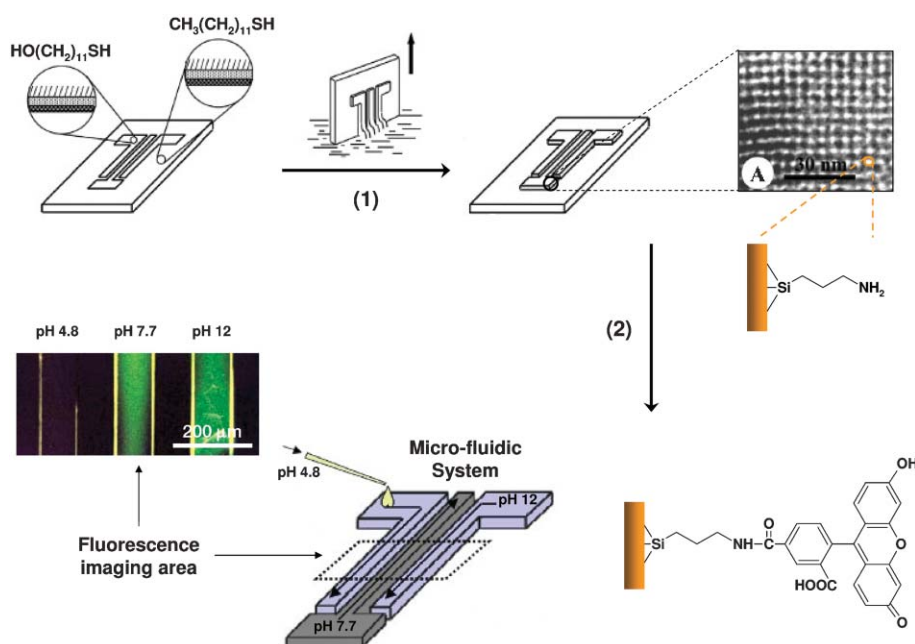 HO(CH₂)₁₁SH
CH₃(CH₂)₁₁SH
(1)
A
30 nm
Si
NH₂
(2)
pH 4.8
pH 7.7
pH 12
200 µm
pH 4.8
Micro-fluidic
System
pH 12
Fluorescence
imaging area
pH 7.7
Si
NH
O
HOOC
OH
O
O